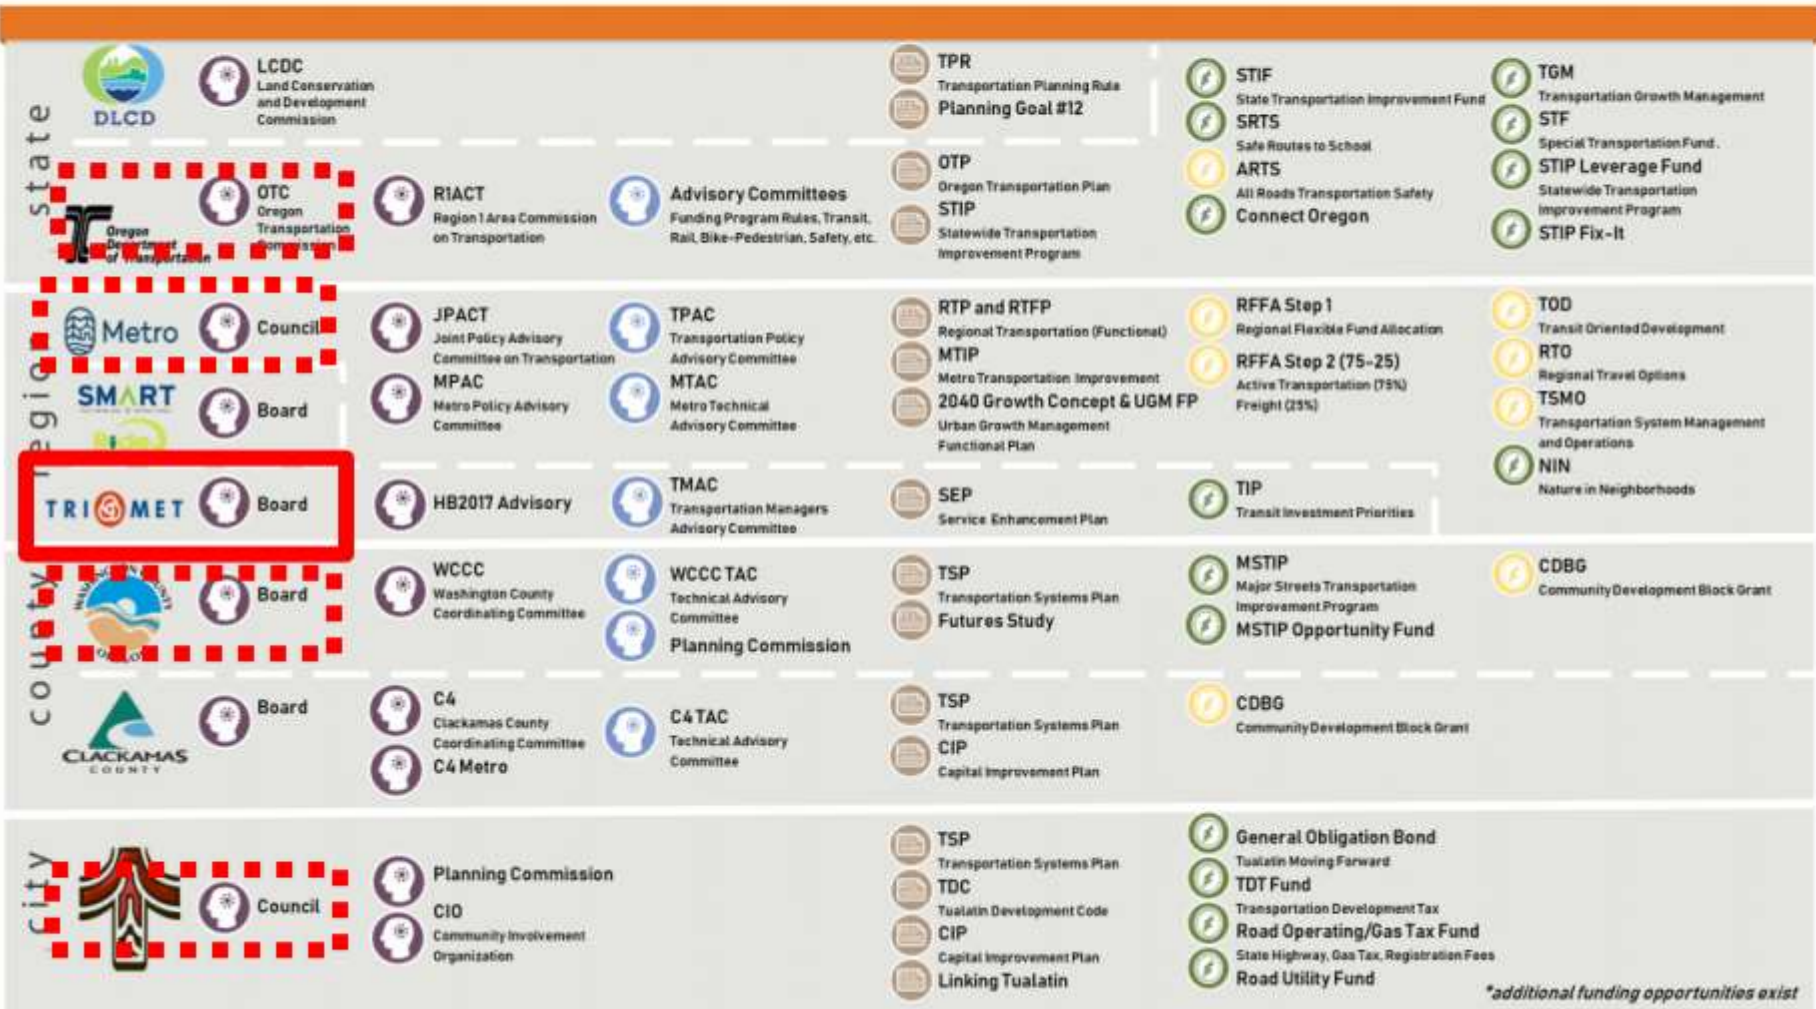 state
DLCD
LCDC
Land Conservation
and Development
Commission
TPR
Transportation Planning Rule
Planning Goal #12
STIF
State Transportation Improvement Fund
SRTS
Safe Routes to School
ARTS
All Roads Transportation Safety
Connect Oregon
TGM
Transportation Growth Management
STF
Special Transportation Fund.
STIP Leverage Fund
Statewide Transportation
Improvement Program
STIP Fix-It
Oregon
Department
of Transportation
OTC
Oregon
Transportation
Commission
R1ACT
Region 1 Area Commission
on Transportation
Advisory Committees
Funding Program Rules, Transit,
Rail, Bike-Pedestrian, Safety, etc.
OTP
Oregon Transportation Plan
STIP
Statewide Transportation
Improvement Program
region
Metro
Council
JPACT
Joint Policy Advisory
Committee on Transportation
MPAC
Metro Policy Advisory
Committee
TPAC
Transportation Policy
Advisory Committee
MTAC
Metro Technical
Advisory Committee
RTP and RTFP
Regional Transportation (Functional)
MTIP
Metro Transportation Improvement
2040 Growth Concept & UGM FP
Urban Growth Management
Functional Plan
RFFA Step 1
Regional Flexible Fund Allocation
RFFA Step 2 (75-25)
Active Transportation (75%)
Freight (25%)
TOD
Transit Oriented Development
RTO
Regional Travel Options
TSMO
Transportation System Management
and Operations
NIN
Nature in Neighborhoods
SMART
Board
TRIMET
Board
HB2017 Advisory
TMAC
Transportation Managers
Advisory Committee
SEP
Service Enhancement Plan
TIP
Transit Investment Priorities
county
Board
WCCC
Washington County
Coordinating Committee
WCCC TAC
Technical Advisory
Committee
Planning Commission
TSP
Transportation Systems Plan
Futures Study
MSTIP
Major Streets Transportation
Improvement Program
MSTIP Opportunity Fund
CDBG
Community Development Block Grant
CLACKAMAS
COUNTY
Board
C4
Clackamas County
Coordinating Committee
C4 Metro
C4 TAC
Technical Advisory
Committee
TSP
Transportation Systems Plan
CIP
Capital Improvement Plan
CDBG
Community Development Block Grant
city
Council
Planning Commission
CIO
Community Involvement
Organization
TSP
Transportation Systems Plan
TDC
Tualatin Development Code
CIP
Capital Improvement Plan
Linking Tualatin
General Obligation Bond
Tualatin Moving Forward
TDT Fund
Transportation Development Tax
Road Operating/Gas Tax Fund
State Highway, Gas Tax, Registration Fees
Road Utility Fund
*additional funding opportunities exist